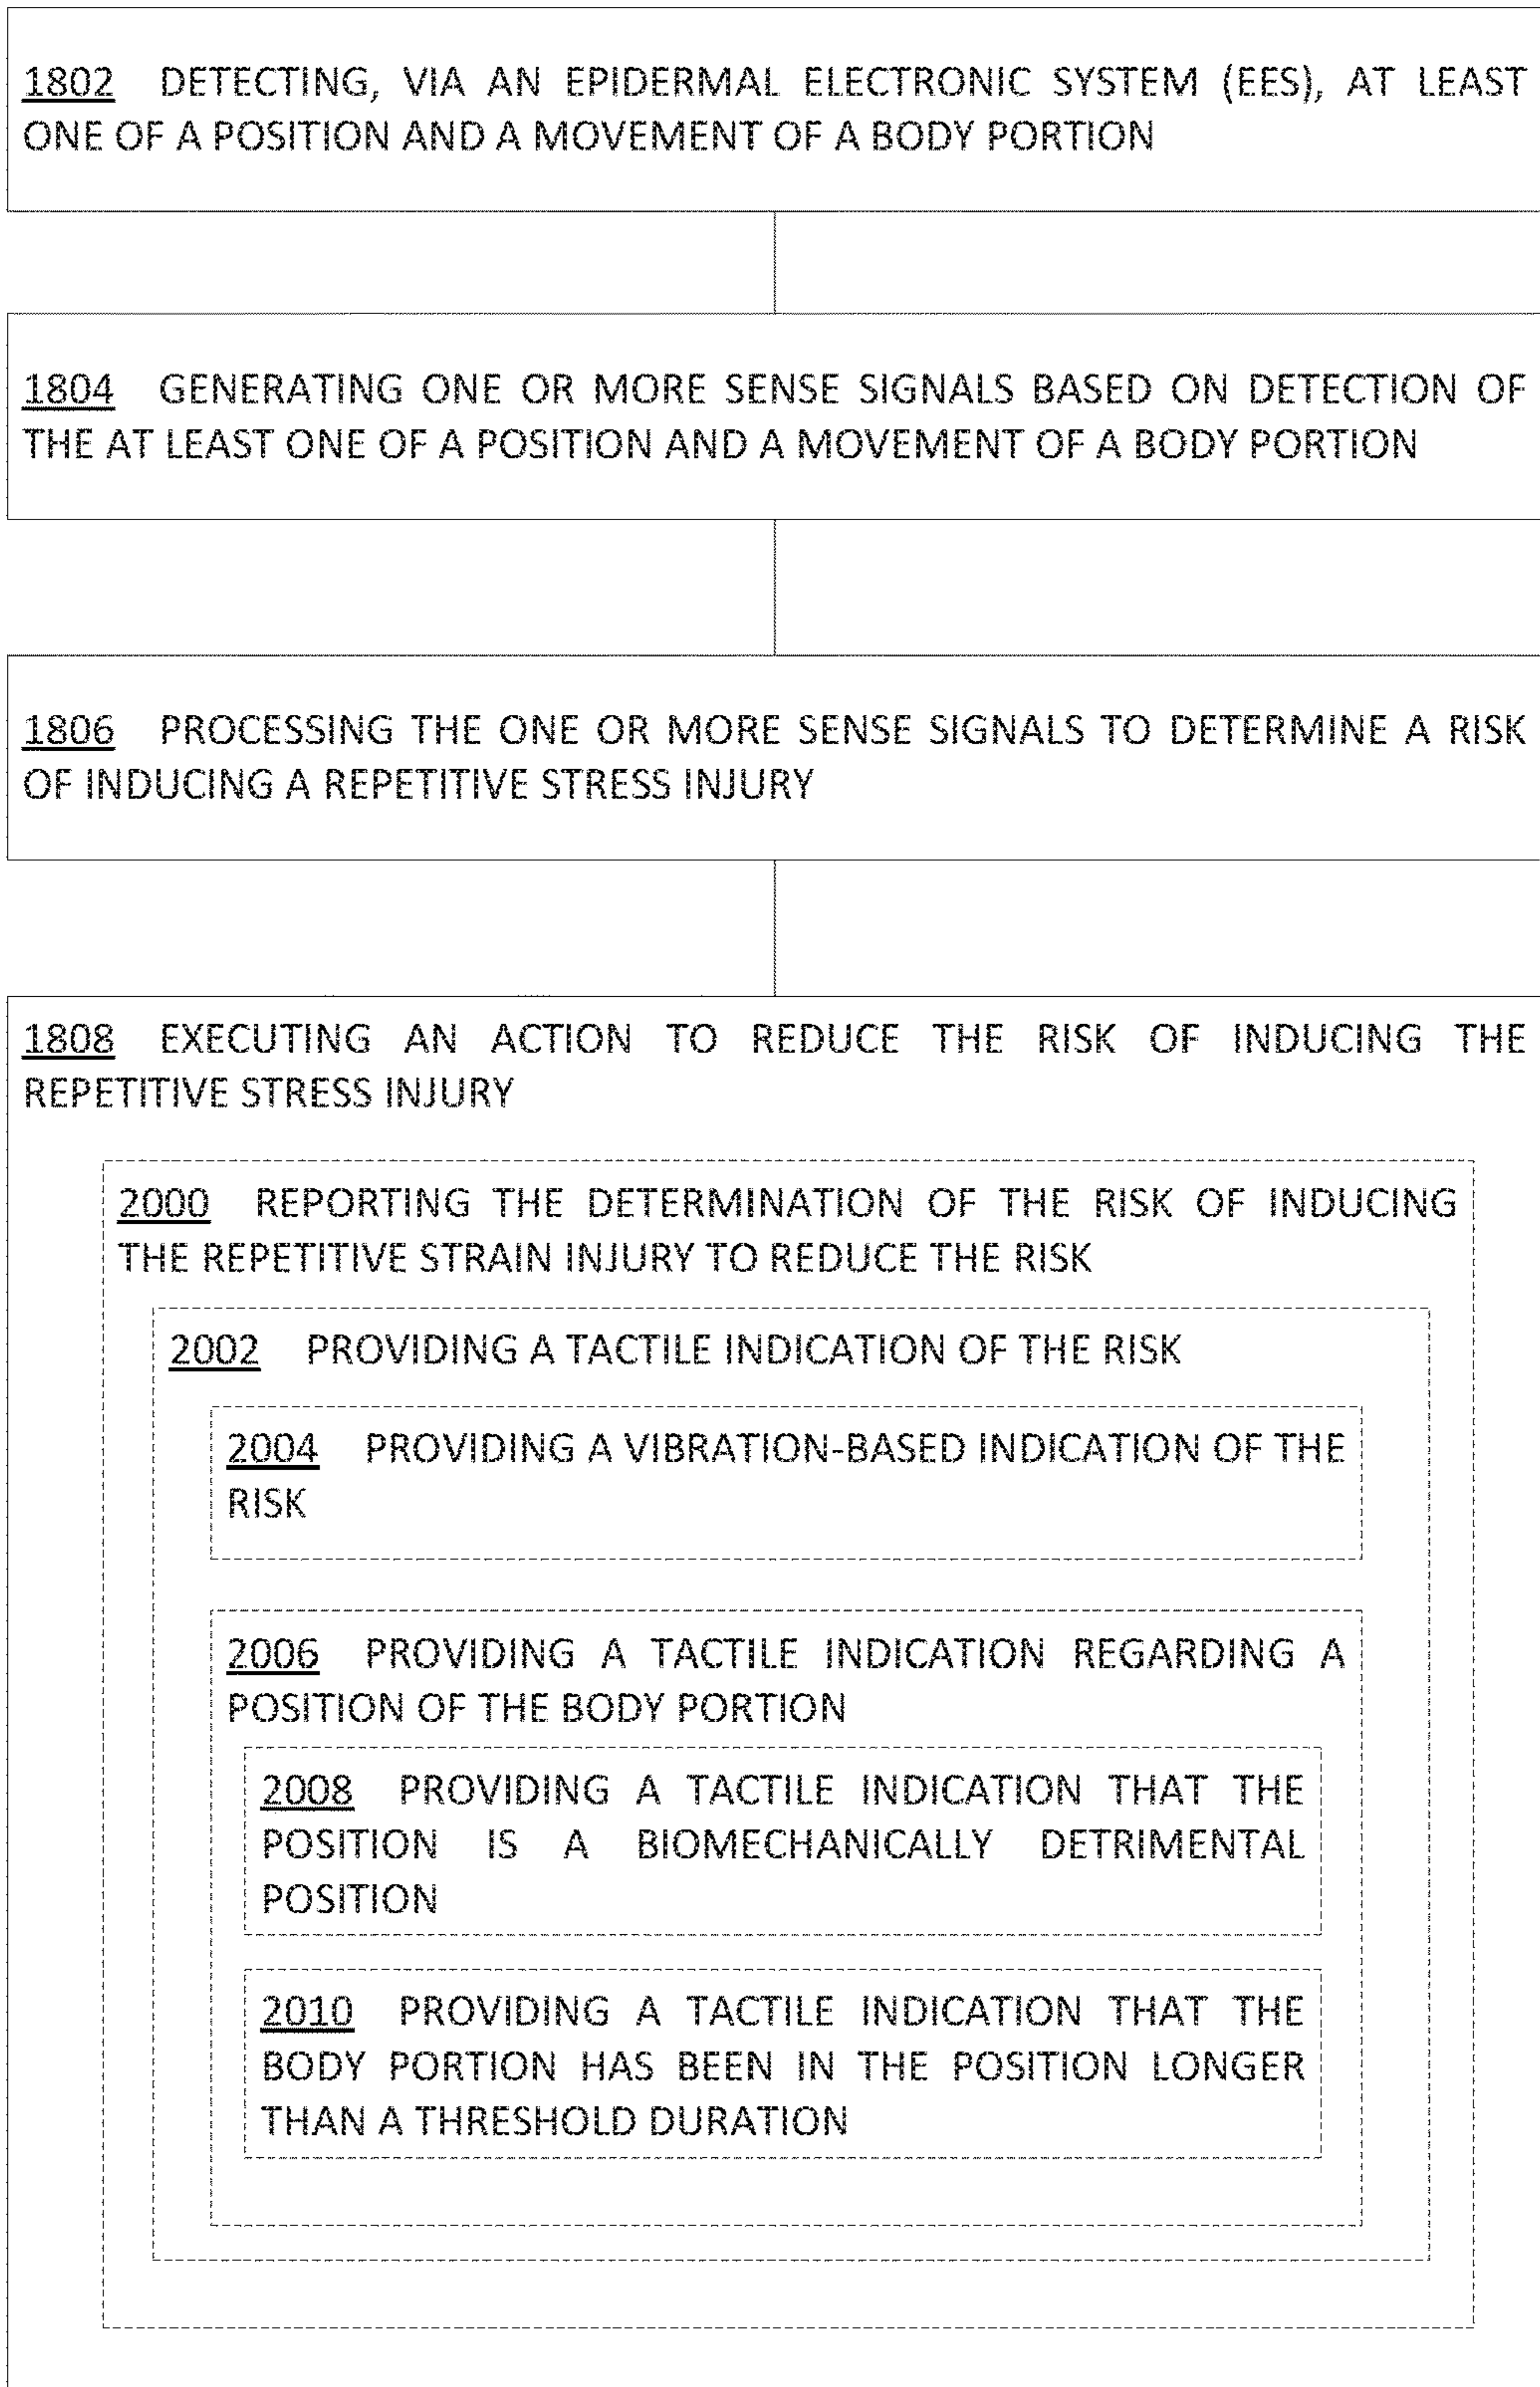 1802 DETECTING, VIA AN EPIDERMAL ELECTRONIC SYSTEM (EES), AT LEAST
ONE OF A POSITION AND A MOVEMENT OF A BODY PORTION
1804 GENERATING ONE OR MORE SENSE SIGNALS BASED ON DETECTION OF
THE AT LEAST ONE OF A POSITION AND A MOVEMENT OF A BODY PORTION
1806 PROCESSING THE ONE OR MORE SENSE SIGNALS TO DETERMINE A RISK
OF INDUCING A REPETITIVE STRESS INJURY
1808 EXECUTING AN ACTION TO REDUCE THE RISK OF INDUCING THE
REPETITIVE STRESS INJURY
2000 REPORTING THE DETERMINATION OF THE RISK OF INDUCING
THE REPETITIVE STRAIN INJURY TO REDUCE THE RISK
2002 PROVIDING A TACTILE INDICATION OF THE RISK
2004 PROVIDING A VIBRATION-BASED INDICATION OF THE
RISK
2006 PROVIDING A TACTILE INDICATION REGARDING A
POSITION OF THE BODY PORTION
2008 PROVIDING A TACTILE INDICATION THAT THE
POSITION IS A BIOMECHANICALLY DETRIMENTAL
POSITION
2010 PROVIDING A TACTILE INDICATION THAT THE
BODY PORTION HAS BEEN IN THE POSITION LONGER
THAN A THRESHOLD DURATION